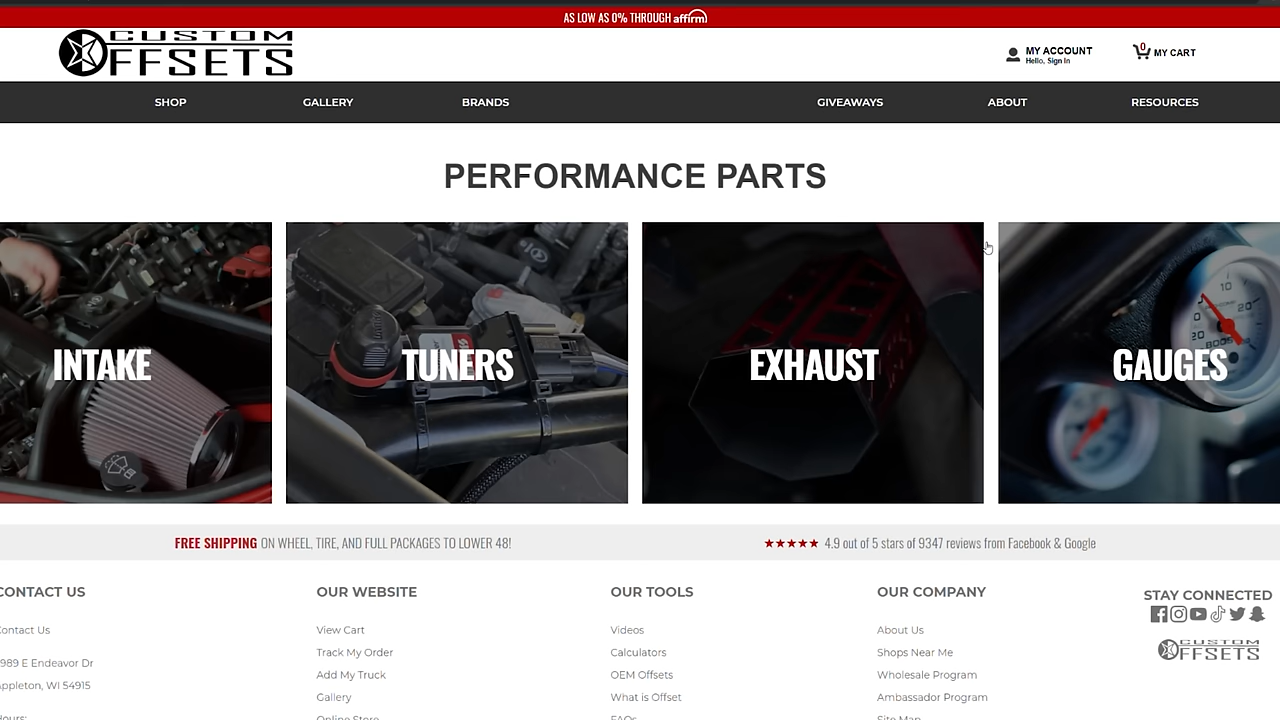 AS LOW AS 0% THROUGH affirm
CUSTOM
OFFSETS
MY ACCOUNT
Hello, Sign In
0
MY CART
SHOP
GALLERY
BRANDS
GIVEAWAYS
ABOUT
RESOURCES
PERFORMANCE PARTS
INTAKE
TUNERS
EXHAUST
GAUGES
FREE SHIPPING ON WHEEL, TIRE, AND FULL PACKAGES TO LOWER 48!
★★★★★ 4.9 out of 5 stars of 9347 reviews from Facebook & Google
CONTACT US
Contact Us
989 E Endeavor Dr
Appleton, WI 54915
OUR WEBSITE
View Cart
Track My Order
Add My Truck
Gallery
Online Store
OUR TOOLS
Videos
Calculators
OEM Offsets
What is Offset
FAQs
OUR COMPANY
About Us
Shops Near Me
Wholesale Program
Ambassador Program
Site Map
STAY CONNECTED
CUSTOM
OFFSETS